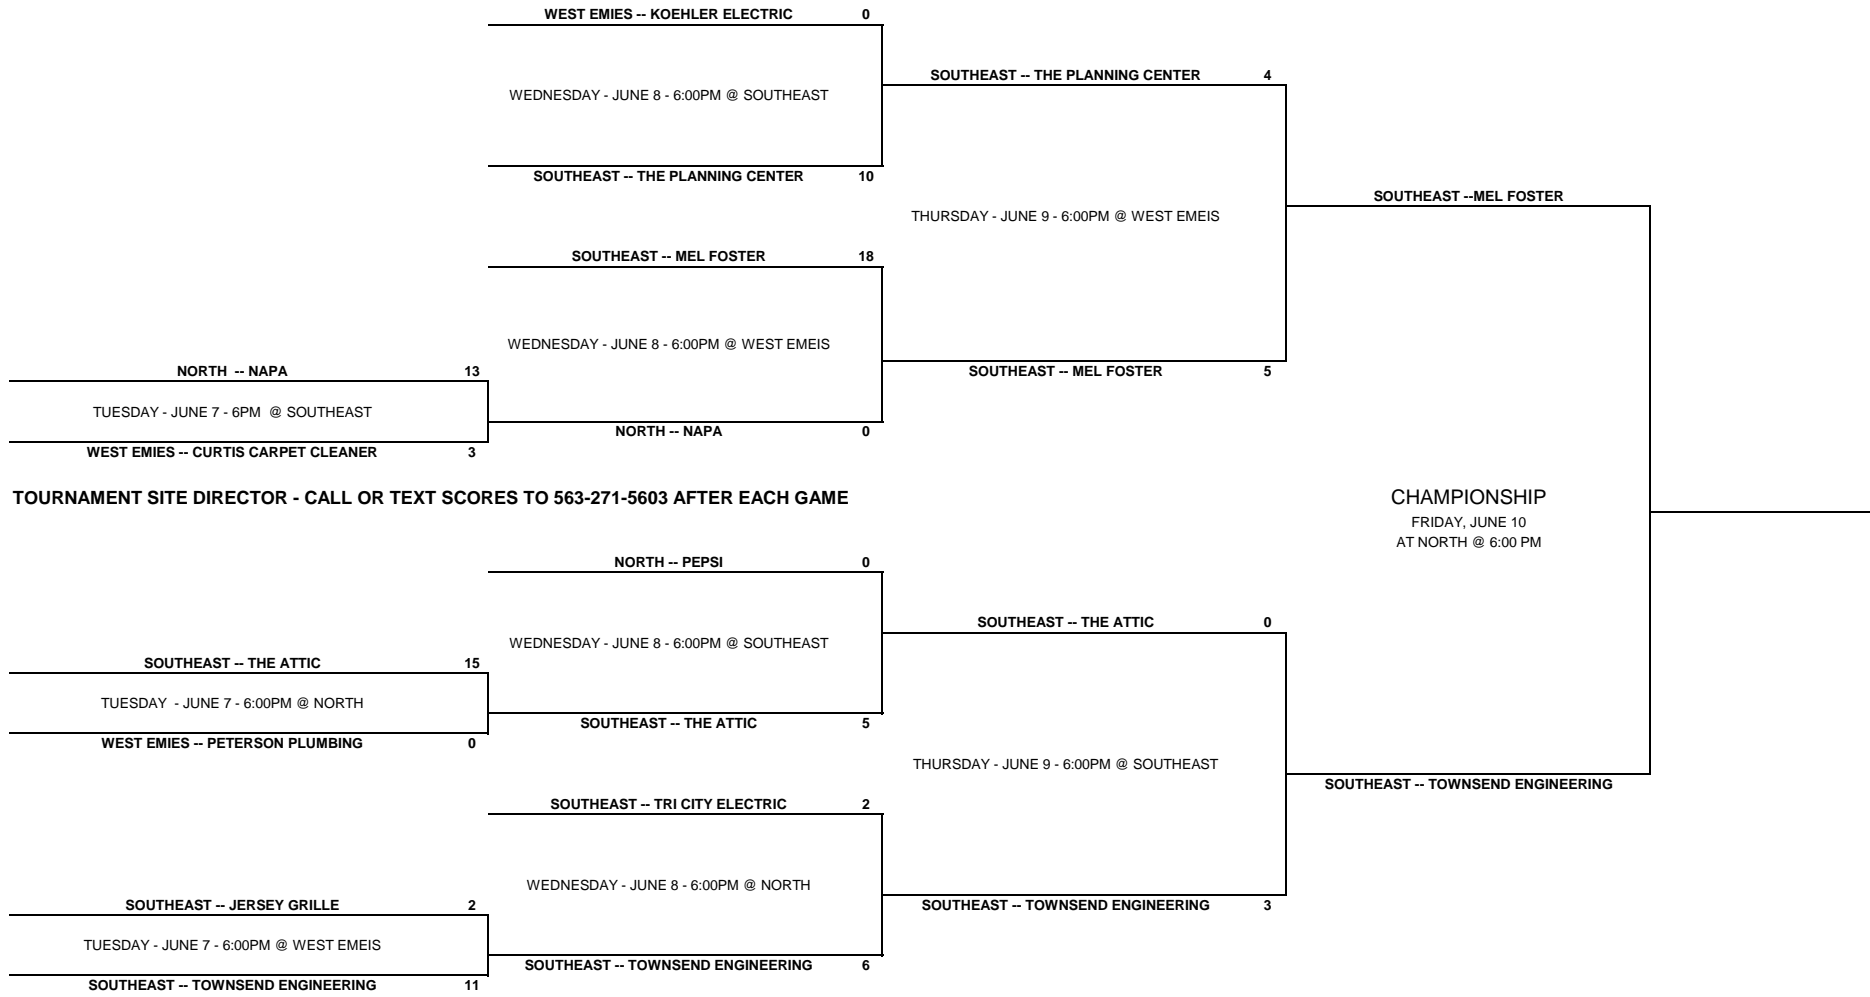 WEST EMIES -- KOEHLER ELECTRIC 0
SOUTHEAST -- THE PLANNING CENTER 4
WEDNESDAY - JUNE 8 - 6:00PM @ SOUTHEAST
SOUTHEAST -- THE PLANNING CENTER 10
SOUTHEAST --MEL FOSTER
THURSDAY - JUNE 9 - 6:00PM @ WEST EMEIS
SOUTHEAST -- MEL FOSTER 18
WEDNESDAY - JUNE 8 - 6:00PM @ WEST EMEIS
NORTH -- NAPA 13
SOUTHEAST -- MEL FOSTER 5
TUESDAY - JUNE 7 - 6PM @ SOUTHEAST
NORTH -- NAPA 0
WEST EMIES -- CURTIS CARPET CLEANER 3
TOURNAMENT SITE DIRECTOR - CALL OR TEXT SCORES TO 563-271-5603 AFTER EACH GAME
CHAMPIONSHIP
FRIDAY, JUNE 10
AT NORTH @ 6:00 PM
NORTH -- PEPSI 0
SOUTHEAST -- THE ATTIC 0
WEDNESDAY - JUNE 8 - 6:00PM @ SOUTHEAST
SOUTHEAST -- THE ATTIC 15
TUESDAY - JUNE 7 - 6:00PM @ NORTH
SOUTHEAST -- THE ATTIC 5
WEST EMIES -- PETERSON PLUMBING 0
THURSDAY - JUNE 9 - 6:00PM @ SOUTHEAST
SOUTHEAST -- TOWNSEND ENGINEERING
SOUTHEAST -- TRI CITY ELECTRIC 2
WEDNESDAY - JUNE 8 - 6:00PM @ NORTH
SOUTHEAST -- JERSEY GRILLE 2
SOUTHEAST -- TOWNSEND ENGINEERING 3
TUESDAY - JUNE 7 - 6:00PM @ WEST EMEIS
SOUTHEAST -- TOWNSEND ENGINEERING 6
SOUTHEAST -- TOWNSEND ENGINEERING 11